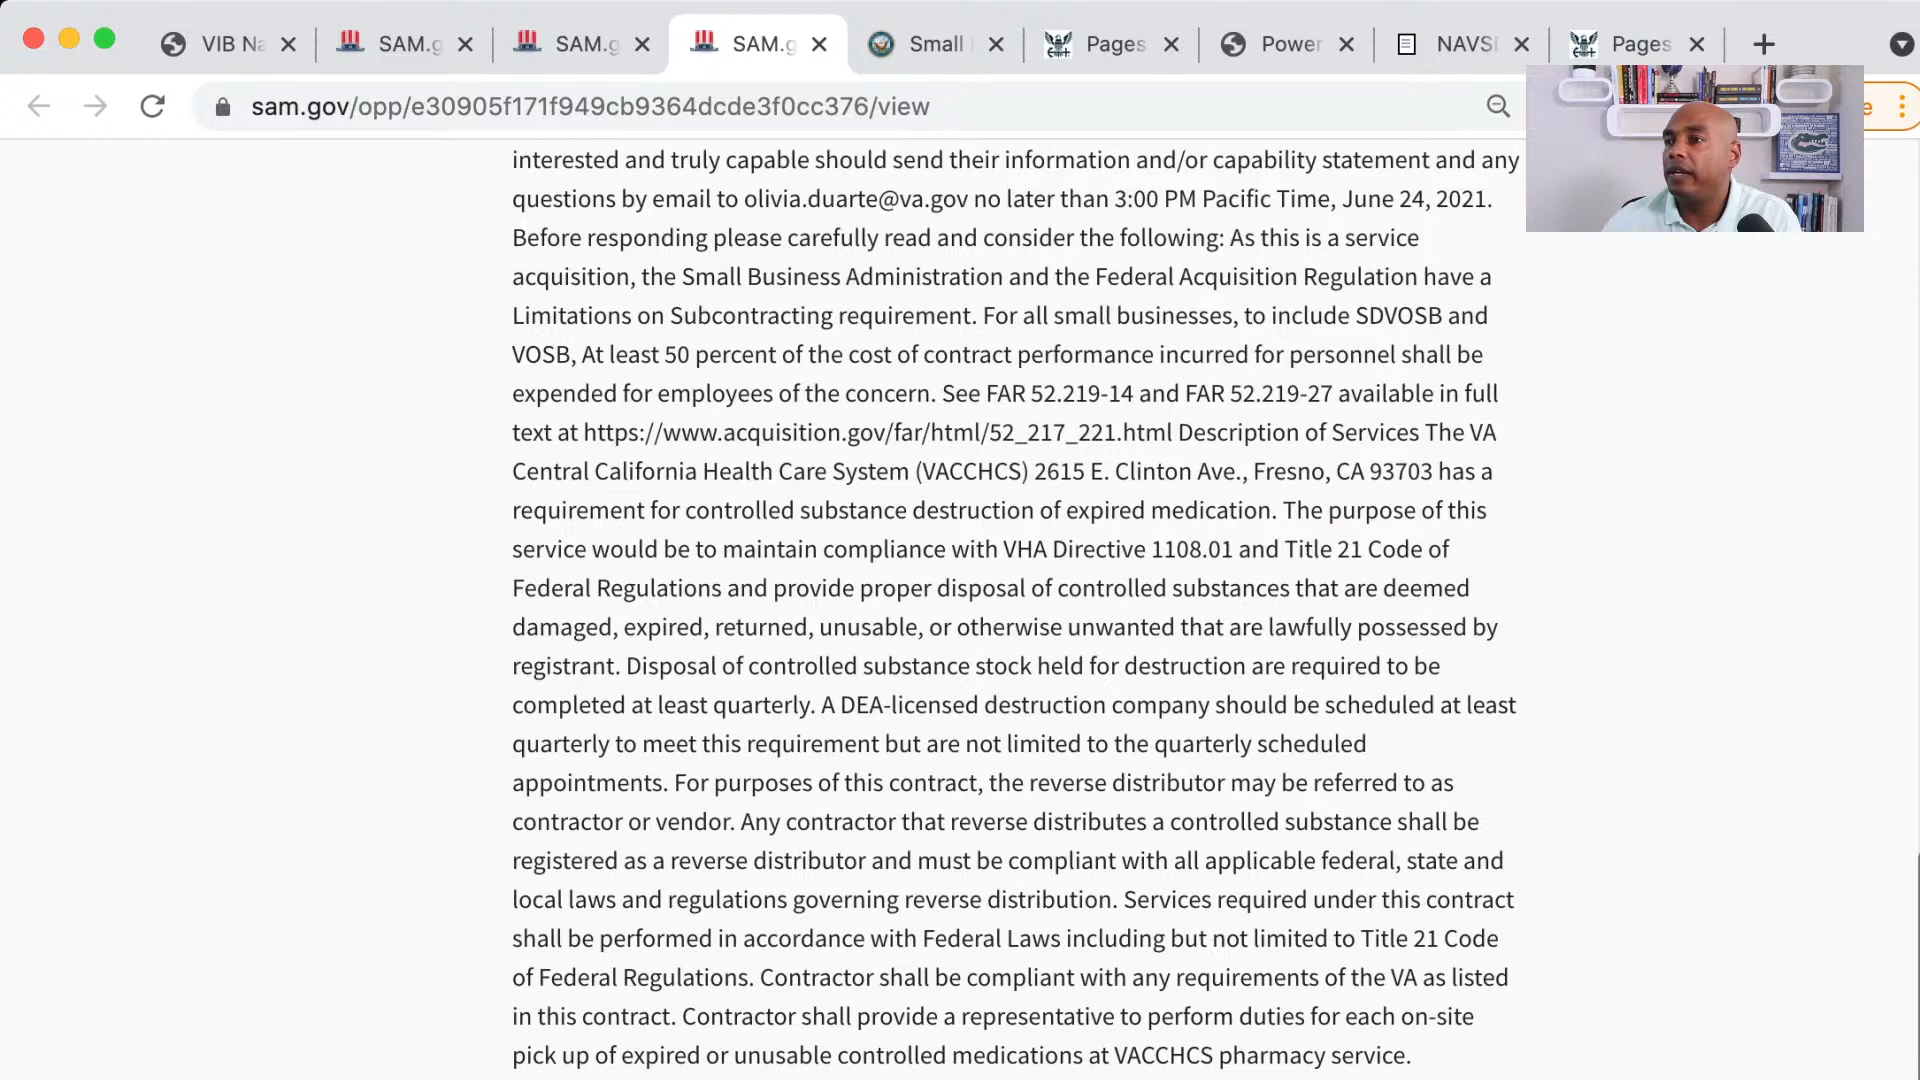 VIB Na
SAM.g
SAM.g
SAM.g
Small
Pages
Power
NAVSE
Pages
sam.gov/opp/e30905f171f949cb9364dcde3f0cc376/view
interested and truly capable should send their information and/or capability statement and any
questions by email to olivia.duarte@va.gov no later than 3:00 PM Pacific Time, June 24, 2021.
Before responding please carefully read and consider the following: As this is a service
acquisition, the Small Business Administration and the Federal Acquisition Regulation have a
Limitations on Subcontracting requirement. For all small businesses, to include SDVOSB and
VOSB, At least 50 percent of the cost of contract performance incurred for personnel shall be
expended for employees of the concern. See FAR 52.219-14 and FAR 52.219-27 available in full
text at https://www.acquisition.gov/far/html/52_217_221.html Description of Services The VA
Central California Health Care System (VACCHCS) 2615 E. Clinton Ave., Fresno, CA 93703 has a
requirement for controlled substance destruction of expired medication. The purpose of this
service would be to maintain compliance with VHA Directive 1108.01 and Title 21 Code of
Federal Regulations and provide proper disposal of controlled substances that are deemed
damaged, expired, returned, unusable, or otherwise unwanted that are lawfully possessed by
registrant. Disposal of controlled substance stock held for destruction are required to be
completed at least quarterly. A DEA-licensed destruction company should be scheduled at least
quarterly to meet this requirement but are not limited to the quarterly scheduled
appointments. For purposes of this contract, the reverse distributor may be referred to as
contractor or vendor. Any contractor that reverse distributes a controlled substance shall be
registered as a reverse distributor and must be compliant with all applicable federal, state and
local laws and regulations governing reverse distribution. Services required under this contract
shall be performed in accordance with Federal Laws including but not limited to Title 21 Code
of Federal Regulations. Contractor shall be compliant with any requirements of the VA as listed
in this contract. Contractor shall provide a representative to perform duties for each on-site
pick up of expired or unusable controlled medications at VACCHCS pharmacy service.